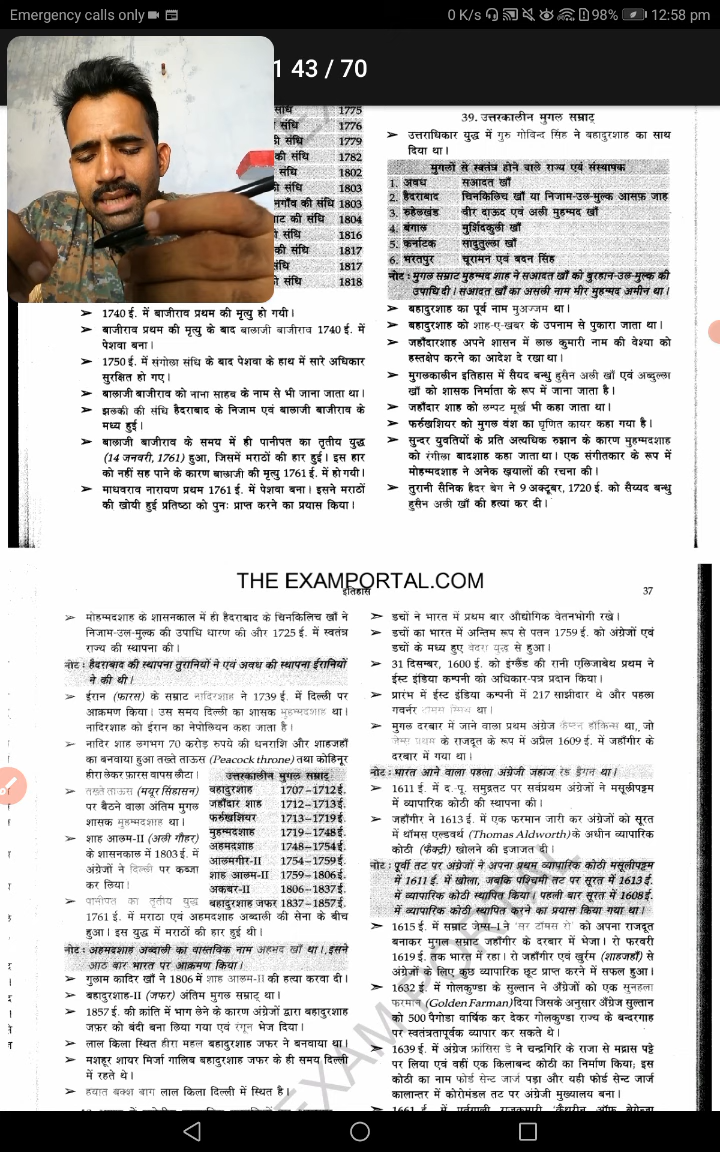 Emergency calls only
0 K/s 98% 12:58 pm
43 / 70
संधि 1775
संधि 1776
की संधि 1779
की संधि 1782
संधि 1802
की संधि 1803
नगाँव की संधि 1803
घाट की संधि 1804
संधि 1816
की संधि 1817
संधि 1817
संधि 1818
➢ 1740 ई. में बाजीराव प्रथम की मृत्यु हो गयी।
➢ बाजीराव प्रथम की मृत्यु के बाद बालाजी बाजीराव 1740 ई. में
पेशवा बना।
➢ 1750 ई. में संगोला संधि के बाद पेशवा के हाथ में सारे अधिकार
सुरक्षित हो गए।
➢ बालाजी बाजीराव को नाना साहब के नाम से भी जाना जाता था।
➢ झलकी की संधि हैदराबाद के निजाम एवं बालाजी बाजीराव के
मध्य हुई।
➢ बालाजी बाजीराव के समय में ही पानीपत का तृतीय युद्ध
(14 जनवरी, 1761) हुआ, जिसमें मराठों की हार हुई। इस हार
को नहीं सह पाने के कारण बालाजी की मृत्यु 1761 ई. में हो गयी।
➢ माधवराव नारायण प्रथम 1761 ई. में पेशवा बना। इसने मराठों
की खोयी हुई प्रतिष्ठा को पुनः प्राप्त करने का प्रयास किया।
39. उत्तरकालीन मुगल सम्राट्
➢ उत्तराधिकार युद्ध में गुरु गोविन्द सिंह ने बहादुरशाह का साथ
दिया था।
मुगलों से स्वतंत्र होने वाले राज्य एवं संस्थापक
1. अवध सआदत खाँ
2. हैदराबाद चिनकिलिच खाँ या निजाम-उल-मुल्क आसफ़ जाह
3. रुहेलखंड वीर दाऊद एवं अली मुहम्मद खाँ
4. बंगाल मुर्शिदकुली खाँ
5. कर्नाटक सादुतुल्ला खाँ
6. भरतपुर चूरामन एवं बदन सिंह
नोट : मुगल सम्राट मुहम्मद शाह ने सआदत खाँ को बुरहान-उल-मुल्क की
उपाधि दी। सआदत खाँ का असली नाम मीर मुहम्मद अमीन था।
➢ बहादुरशाह का पूर्व नाम मुअज्जम था।
➢ बहादुरशाह को शाह-ए-खबर के उपनाम से पुकारा जाता था।
➢ जहाँदारशाह अपने शासन में लाल कुमारी नाम की वेश्या को
हस्तक्षेप करने का आदेश दे रखा था।
➢ मुगलकालीन इतिहास में सैयद बन्धु हुसैन अली खाँ एवं अब्दुल्ला
खाँ को शासक निर्माता के रूप में जाना जाता है।
➢ जहाँदार शाह को लम्पट मूर्ख भी कहा जाता था।
➢ फर्रुखशियर को मुगल वंश का घृणित कायर कहा गया है।
➢ सुन्दर युवतियों के प्रति अत्यधिक रुझान के कारण मुहम्मदशाह
को रंगीला बादशाह कहा जाता था। एक संगीतकार के रूप में
मोहम्मदशाह ने अनेक ख़यालों की रचना की।
➢ तुरानी सैनिक हैदर बेग ने 9 अक्टूबर, 1720 ई. को सैय्यद बन्धु
हुसैन अली खाँ की हत्या कर दी।
THE EXAMPORTAL.COM
इतिहास
37
➢ मोहम्मदशाह के शासनकाल में ही हैदराबाद के चिनकिलिच खाँ ने
निजाम-उल-मुल्क की उपाधि धारण की और 1725 ई. में स्वतंत्र
राज्य की स्थापना की।
नोट : हैदराबाद की स्थापना तुरानियों ने एवं अवध की स्थापना ईरानियों
ने की थी।
➢ ईरान (फारस) के सम्राट नादिरशाह ने 1739 ई. में दिल्ली पर
आक्रमण किया। उस समय दिल्ली का शासक मुहम्मदशाह था।
नादिरशाह को ईरान का नेपोलियन कहा जाता है।
➢ नादिर शाह लगभग 70 करोड़ रुपये की धनराशि और शाहजहाँ
का बनवाया हुआ तख्ते ताऊस (Peacock throne) तथा कोहिनूर
हीरा लेकर फ़ारस वापस लौटा।
➢ तख्ते ताऊस (मयूर सिंहासन)
पर बैठने वाला अंतिम मुगल
शासक मुहम्मदशाह था।
➢ शाह आलम-II (अली गौहर)
के शासनकाल में 1803 ई. में
अंग्रेजों ने दिल्ली पर कब्जा
कर लिया।
उत्तरकालीन मुगल सम्राट्
बहादुरशाह 1707–1712ई.
जहाँदार शाह 1712–1713ई.
फर्रुखशियर 1713–1719ई.
मुहम्मदशाह 1719–1748ई.
अहमदशाह 1748–1754ई.
आलमगीर-II 1754–1759ई.
शाह आलम-II 1759–1806ई.
अकबर-II 1806–1837ई.
बहादुरशाह जफर 1837–1857ई.
➢ पानीपत का तृतीय युद्ध
1761 ई. में मराठा एवं अहमदशाह अब्दाली की सेना के बीच
हुआ। इस युद्ध में मराठों की हार हुई थी।
नोट : अहमदशाह अब्दाली का वास्तविक नाम अहमद खाँ था। इसने
आठ बार भारत पर आक्रमण किया।
➢ गुलाम कादिर खाँ ने 1806 में शाह आलम-II की हत्या करवा दी।
➢ बहादुरशाह-II (जफर) अंतिम मुगल सम्राट् था।
➢ 1857 ई. की क्रांति में भाग लेने के कारण अंग्रेजों द्वारा बहादुरशाह
जफ़र को बंदी बना लिया गया एवं रंगून भेज दिया।
➢ लाल किला स्थित हीरा महल बहादुरशाह जफर ने बनवाया था।
➢ मशहूर शायर मिर्जा गालिब बहादुरशाह जफर के ही समय दिल्ली
में रहते थे।
➢ हयात बक्श बाग लाल किला दिल्ली में स्थित है।
➢ डचों ने भारत में प्रथम बार औद्योगिक वेतनभोगी रखे।
➢ डचों का भारत में अन्तिम रूप से पतन 1759 ई. को अंग्रेजों एवं
डचों के मध्य हुए वेदरा युद्ध से हुआ।
➢ 31 दिसम्बर, 1600 ई. को इंग्लैंड की रानी एलिजाबेथ प्रथम ने
ईस्ट इंडिया कम्पनी को अधिकार-पत्र प्रदान किया।
➢ प्रारंभ में ईस्ट इंडिया कम्पनी में 217 साझीदार थे और पहला
गवर्नर टॉमस स्मिथ था।
➢ मुगल दरबार में जाने वाला प्रथम अंग्रेज कैप्टन हॉकिन्स था, जो
जेम्स प्रथम के राजदूत के रूप में अप्रैल 1609 ई. में जहाँगीर के
दरबार में गया था।
नोट : भारत आने वाला पहला अंग्रेजी जहाज रेड ड्रैगन था।
➢ 1611 ई. में द.-पू. समुद्रतट पर सर्वप्रथम अंग्रेजों ने मसूलीपट्टम
में व्यापारिक कोठी की स्थापना की।
➢ जहाँगीर ने 1613 ई. में एक फरमान जारी कर अंग्रेजों को सूरत
में थॉमस एल्डवर्थ (Thomas Aldworth) के अधीन व्यापारिक
कोठी (फैक्ट्री) खोलने की इजाजत दी।
नोट : पूर्वी तट पर अंग्रेजों ने अपना प्रथम व्यापारिक कोठी मसूलीपट्टम
में 1611 ई. में खोला, जबकि पश्चिमी तट पर सूरत में 1613 ई.
में व्यापारिक कोठी स्थापित किया। पहली बार सूरत में 1608 ई.
में व्यापारिक कोठी स्थापित करने का प्रयास किया गया था।
➢ 1615 ई. में सम्राट जेम्स-I ने 'सर टॉमस रो' को अपना राजदूत
बनाकर मुगल सम्राट जहाँगीर के दरबार में भेजा। रो फरवरी
1619 ई. तक भारत में रहा। रो जहाँगीर एवं खुर्रम (शाहजहाँ) से
अंग्रेजों के लिए कुछ व्यापारिक छूट प्राप्त करने में सफल हुआ।
➢ 1632 ई. में गोलकुण्डा के सुल्तान ने अँग्रेजों को एक सुनहला
फरमान (Golden Farman) दिया जिसके अनुसार अँग्रेज सुल्तान
को 500 पैगोडा वार्षिक कर देकर गोलकुण्डा राज्य के बन्दरगाह
पर स्वतंत्रतापूर्वक व्यापार कर सकते थे।
➢ 1639 ई. में अंग्रेज फ्रांसिस डे ने चन्द्रगिरि के राजा से मद्रास पट्टे
पर लिया एवं वहीं एक किलाबन्द कोठी का निर्माण किया; इस
कोठी का नाम फोर्ड सेन्ट जार्ज पड़ा और यही फोर्ड सेन्ट जार्ज
कालान्तर में कोरोमंडल तट पर अंग्रेजी मुख्यालय बना।
EXAM PORTAL